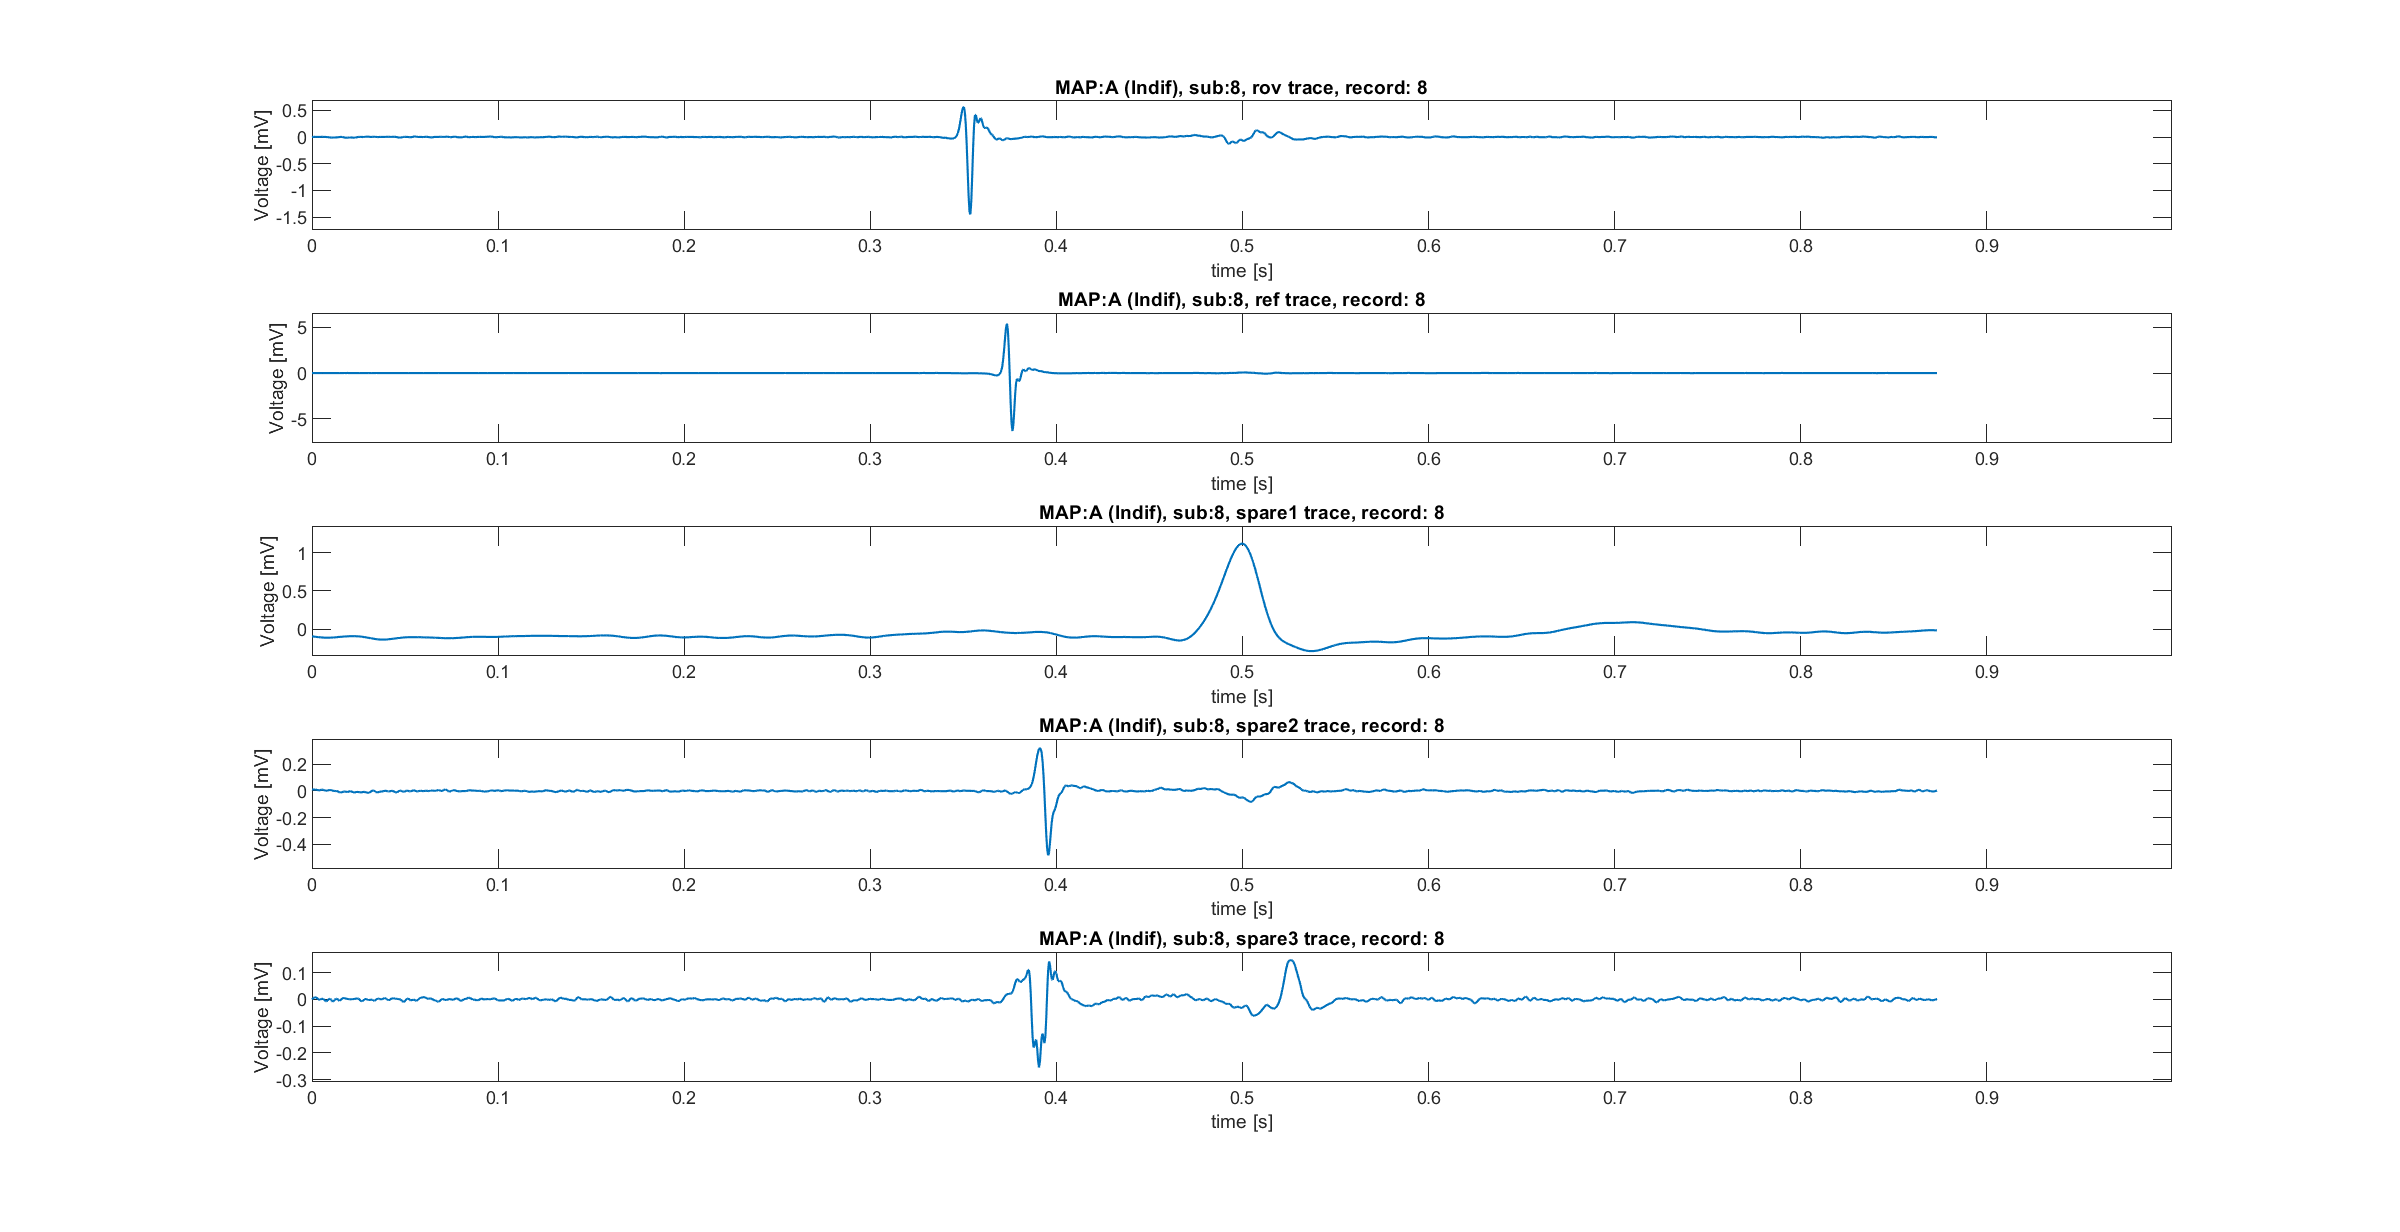 MAP:A (Indif), sub:8, rov trace, record: 8
Voltage [mV]
0.5
0
-0.5
-1
-1.5
0 0.1 0.2 0.3 0.4 0.5 0.6 0.7 0.8 0.9
time [s]
MAP:A (Indif), sub:8, ref trace, record: 8
Voltage [mV]
5
0
-5
0 0.1 0.2 0.3 0.4 0.5 0.6 0.7 0.8 0.9
time [s]
MAP:A (Indif), sub:8, spare1 trace, record: 8
Voltage [mV]
1
0.5
0
0 0.1 0.2 0.3 0.4 0.5 0.6 0.7 0.8 0.9
time [s]
MAP:A (Indif), sub:8, spare2 trace, record: 8
Voltage [mV]
0.2
0
-0.2
-0.4
0 0.1 0.2 0.3 0.4 0.5 0.6 0.7 0.8 0.9
time [s]
MAP:A (Indif), sub:8, spare3 trace, record: 8
Voltage [mV]
0.1
0
-0.1
-0.2
-0.3
0 0.1 0.2 0.3 0.4 0.5 0.6 0.7 0.8 0.9
time [s]